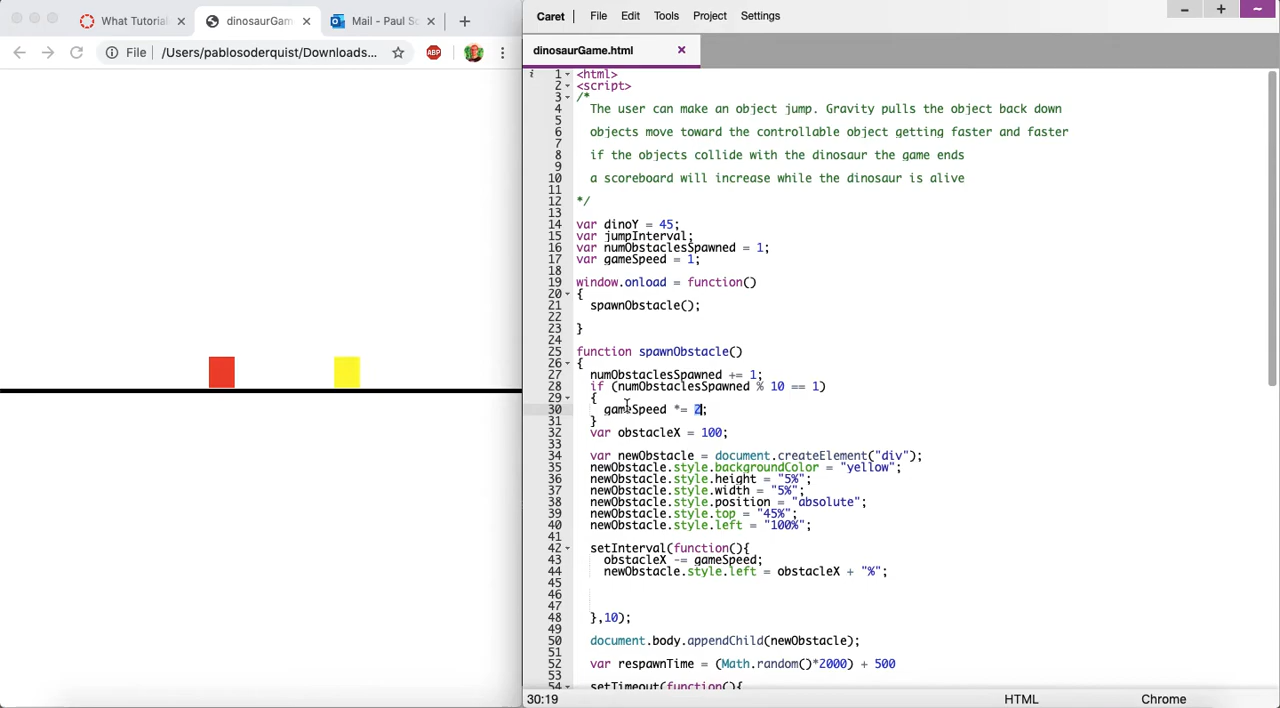 What Tutorial
dinosaurGam
Mail - Paul So
File
/Users/pablosoderquist/Downloads...
ABP
Caret
File Edit Tools Project Settings
dinosaurGame.html
1 <html>
2 <script>
3 /*
4 The user can make an object jump. Gravity pulls the object back down
5
6 objects move toward the controllable object getting faster and faster
7
8 if the objects collide with the dinosaur the game ends
9
10 a scoreboard will increase while the dinosaur is alive
11
12 */
13
14 var dinoY = 45;
15 var jumpInterval;
16 var numObstaclesSpawned = 1;
17 var gameSpeed = 1;
18
19 window.onload = function()
20 {
21 spawnObstacle();
22
23 }
24
25 function spawnObstacle()
26 {
27 numObstaclesSpawned += 1;
28 if (numObstaclesSpawned % 10 == 1)
29 {
30 gameSpeed *= 2;
31 }
32 var obstacleX = 100;
33
34 var newObstacle = document.createElement("div");
35 newObstacle.style.backgroundColor = "yellow";
36 newObstacle.style.height = "5%";
37 newObstacle.style.width = "5%";
38 newObstacle.style.position = "absolute";
39 newObstacle.style.top = "45%";
40 newObstacle.style.left = "100%";
41
42 setInterval(function(){
43 obstacleX -= gameSpeed;
44 newObstacle.style.left = obstacleX + "%";
45
46
47
48 },10);
49
50 document.body.appendChild(newObstacle);
51
52 var respawnTime = (Math.random()*2000) + 500
53
54 setTimeout(function(){
30:19
HTML
Chrome